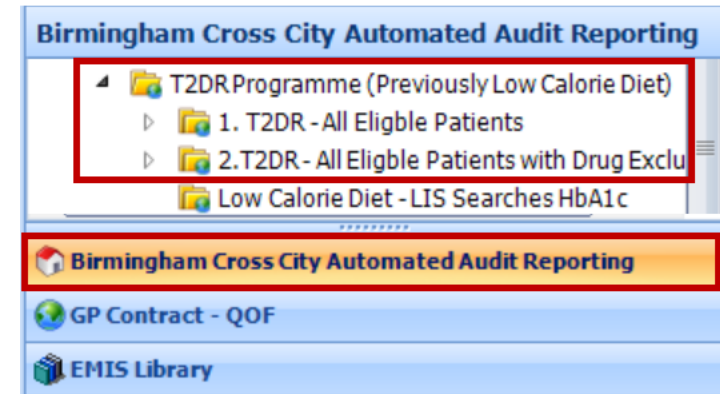 Birmingham Cross City Automated Audit Reporting
T2DR Programme (Previously Low Calorie Diet)
1. T2DR - All Eligble Patients
2.T2DR - All Eligble Patients with Drug Exclu
Low Calorie Diet - LIS Searches HbA1c
Birmingham Cross City Automated Audit Reporting
GP Contract - QOF
EMIS Library